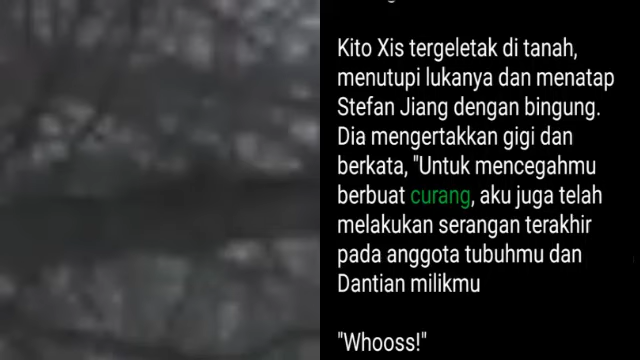 Kito Xis tergeletak di tanah,
menutupi lukanya dan menatap
Stefan Jiang dengan bingung.
Dia mengertakkan gigi dan
berkata, "Untuk mencegahmu
berbuat curang, aku juga telah
melakukan serangan terakhir
pada anggota tubuhmu dan
Dantian milikmu
"Whooss!"